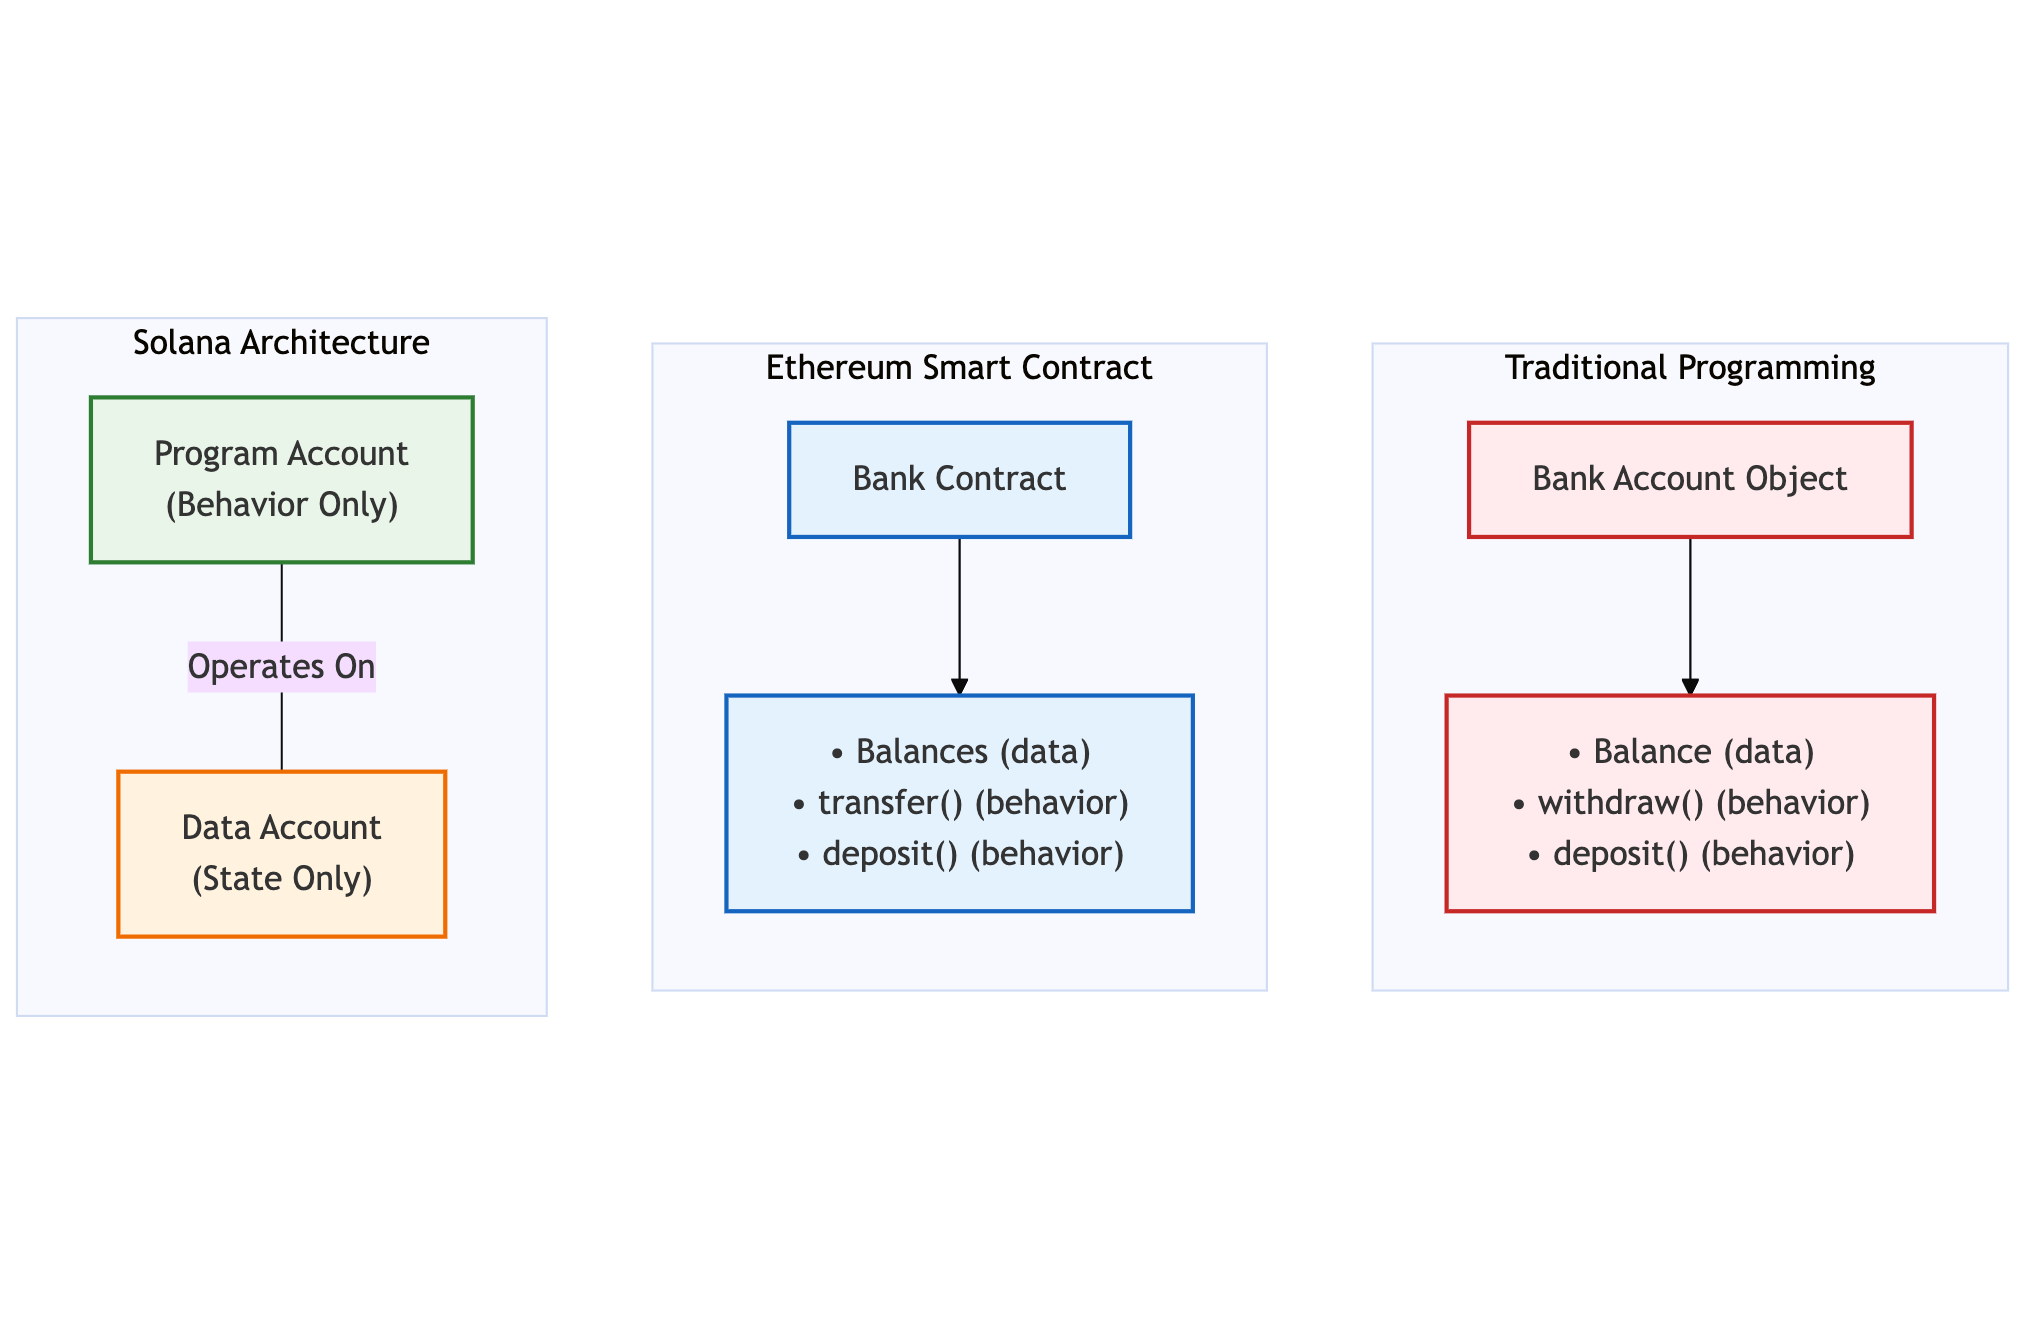 Solana Architecture
Program Account
(Behavior Only)
Operates On
Data Account
(State Only)
Ethereum Smart Contract
Bank Contract
• Balances (data)
• transfer() (behavior)
• deposit() (behavior)
Traditional Programming
Bank Account Object
• Balance (data)
• withdraw() (behavior)
• deposit() (behavior)